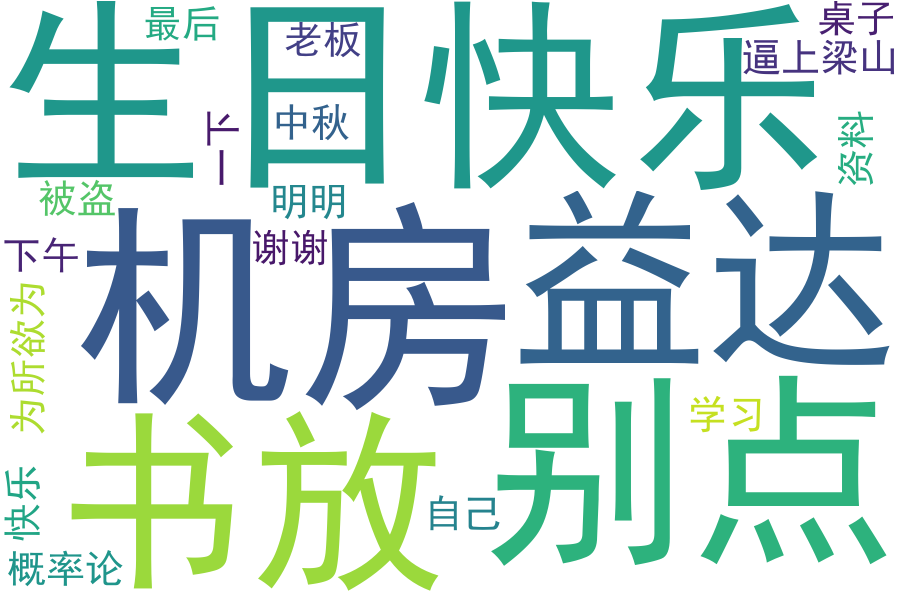 最后
老板
桌子
逼上梁山
生日快乐
中秋
一下
资料
被盗
明明
下午
谢谢
机房
益达
为所欲为
书放
别点
学习
快乐
自己
概率论